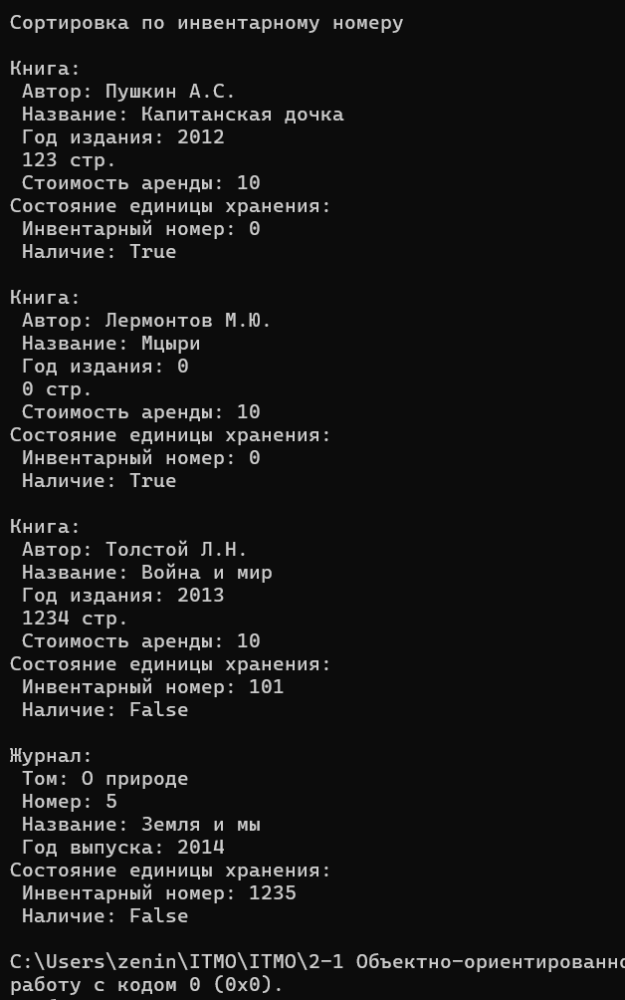 Сортировка по инвентарному номеру
Книга:
Автор: Пушкин А.С.
Название: Капитанская дочка
Год издания: 2012
123 стр.
Стоимость аренды: 10
Состояние единицы хранения:
Инвентарный номер: 0
Наличие: True
Книга:
Автор: Лермонтов М.Ю.
Название: Мцыри
Год издания: 0
0 стр.
Стоимость аренды: 10
Состояние единицы хранения:
Инвентарный номер: 0
Наличие: True
Книга:
Автор: Толстой Л.Н.
Название: Война и мир
Год издания: 2013
1234 стр.
Стоимость аренды: 10
Состояние единицы хранения:
Инвентарный номер: 101
Наличие: False
Журнал:
Том: О природе
Номер: 5
Название: Земля и мы
Год выпуска: 2014
Состояние единицы хранения:
Инвентарный номер: 1235
Наличие: False
C:\Users\zenin\ITMO\ITMO\2-1 Объектно-ориентированно
работу с кодом 0 (0x0).